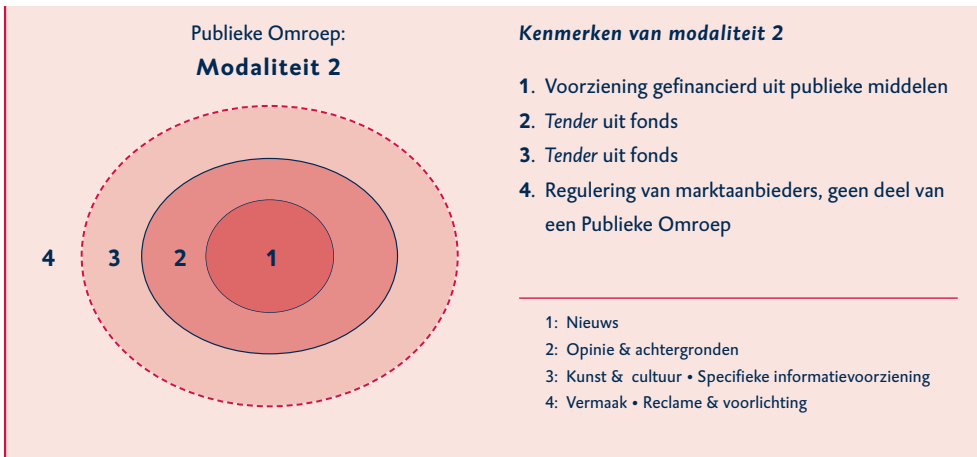 Publieke Omroep:
Modaliteit 2
4 3 2 1
Kenmerken van modaliteit 2
1. Voorziening gefinancierd uit publieke middelen
2. Tender uit fonds
3. Tender uit fonds
4. Regulering van marktaanbieders, geen deel van
een Publieke Omroep
1: Nieuws
2: Opinie & achtergronden
3: Kunst & cultuur • Specifieke informatievoorziening
4: Vermaak • Reclame & voorlichting